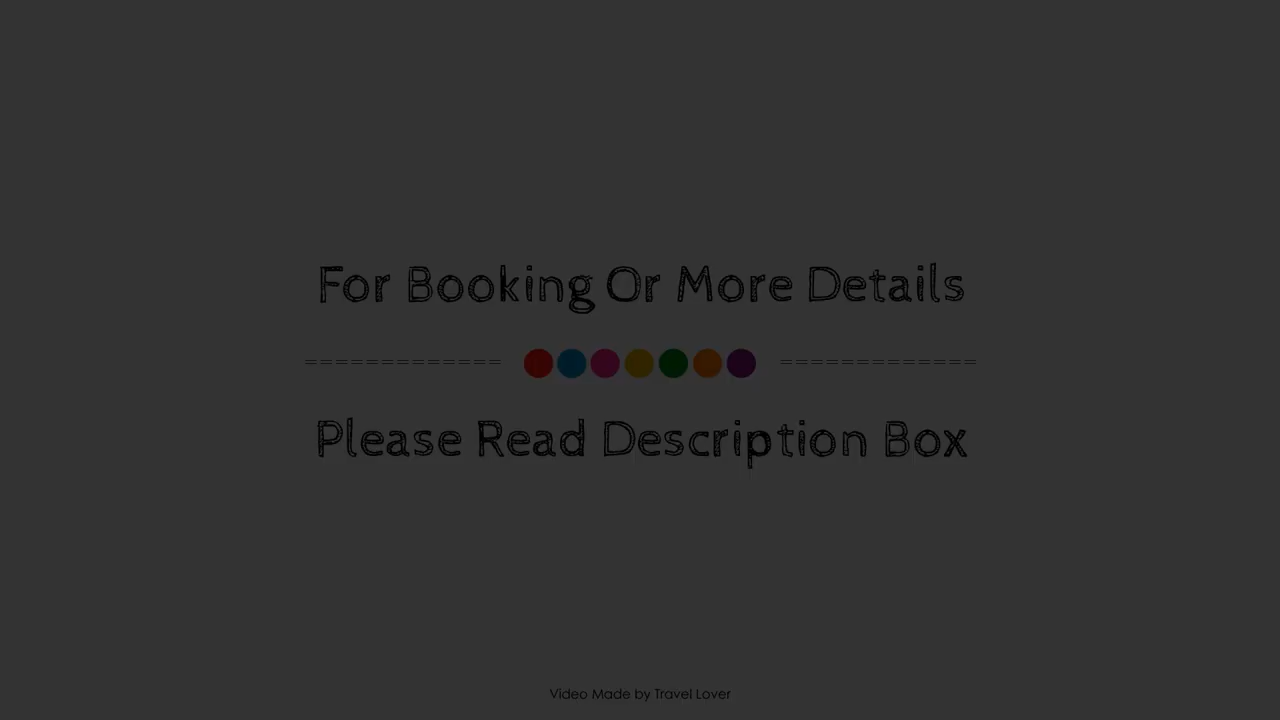 For Booking Or More Details
============= =============
Please Read Description Box
Video Made by Travel Lover